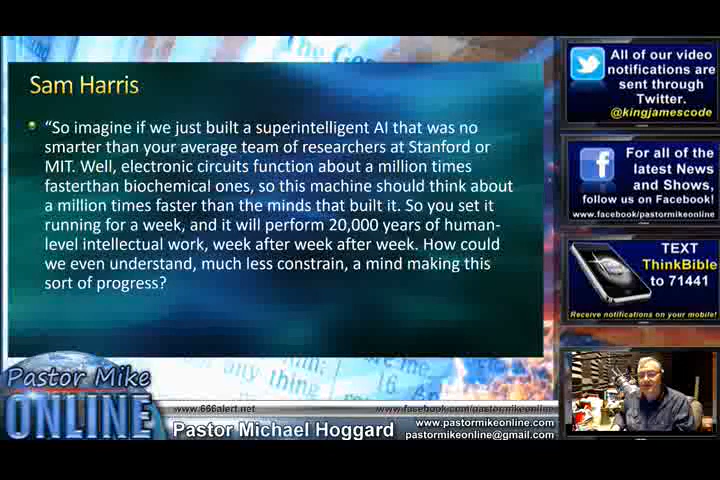 Sam Harris
“So imagine if we just built a superintelligent AI that was no
smarter than your average team of researchers at Stanford or
MIT. Well, electronic circuits function about a million times
fasterthan biochemical ones, so this machine should think about
a million times faster than the minds that built it. So you set it
running for a week, and it will perform 20,000 years of human-
level intellectual work, week after week after week. How could
we even understand, much less constrain, a mind making this
sort of progress?
All of our video
notifications are
sent through
Twitter.
@kingjamescode
For all of the
latest News
and Shows,
follow us on Facebook!
www.facebook/pastormikeonline
TEXT
ThinkBible
to 71441
Receive notifications on your mobile!
Pastor Mike
ONLINE
www.666alert.net
www.facebook.com/pastormikeonline
Pastor Michael Hoggard
www.pastormikeonline.com
pastormikeonline@gmail.com
any thing
16